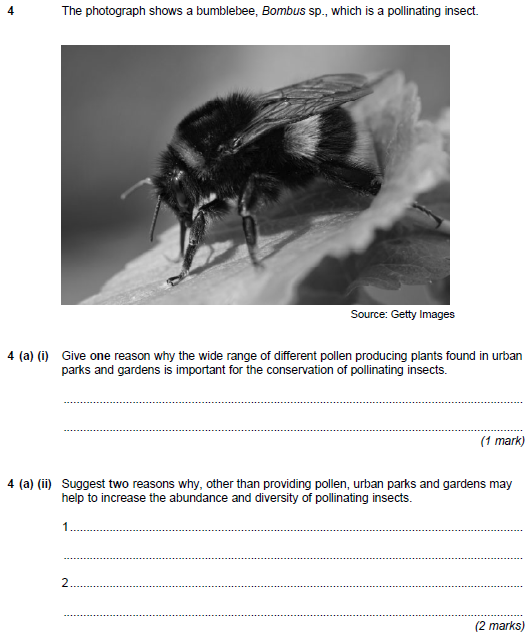 4 The photograph shows a bumblebee, Bombus sp., which is a pollinating insect.
Source: Getty Images
4 (a) (i) Give one reason why the wide range of different pollen producing plants found in urban
parks and gardens is important for the conservation of pollinating insects.
(1 mark)
4 (a) (ii) Suggest two reasons why, other than providing pollen, urban parks and gardens may
help to increase the abundance and diversity of pollinating insects.
1
2
(2 marks)